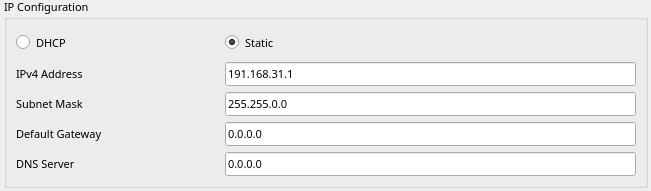 IP Configuration
DHCP Static
IPv4 Address 191.168.31.1
Subnet Mask 255.255.0.0
Default Gateway 0.0.0.0
DNS Server 0.0.0.0